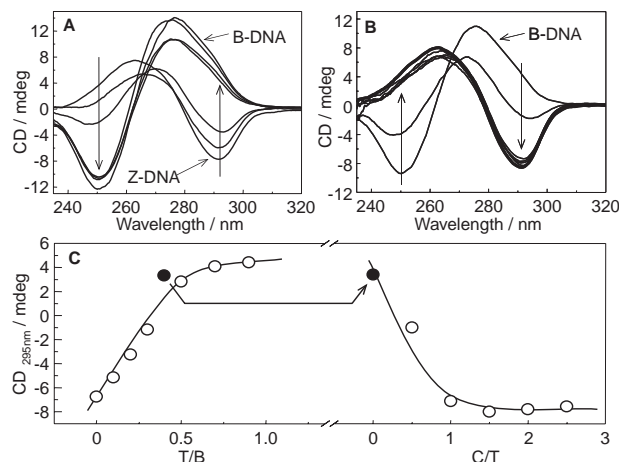 A
B-DNA
Z-DNA
CD / mdeg
12
8
4
0
-4
-8
-12
240 260 280 300 320
Wavelength / nm
B
B-DNA
CD / mdeg
12
8
4
0
-4
-8
-12
240 260 280 300 320
Wavelength / nm
C
CD 295nm / mdeg
6
4
2
0
-2
-4
-6
-8
0.0 0.5 1.0 0 1 2 3
T/B C/T